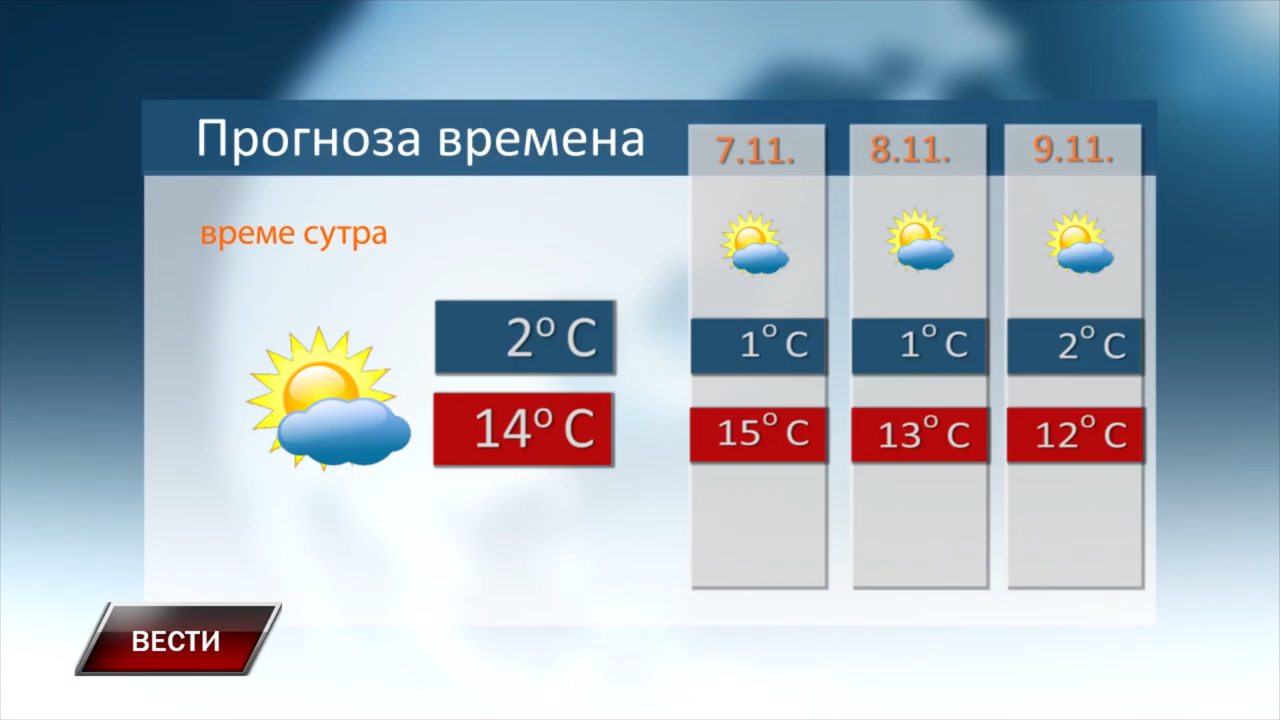 Прогноза времена
време сутра
2° C
14° C
7.11.
1° C
15° C
8.11.
1° C
13° C
9.11.
2° C
12° C
ВЕСТИ